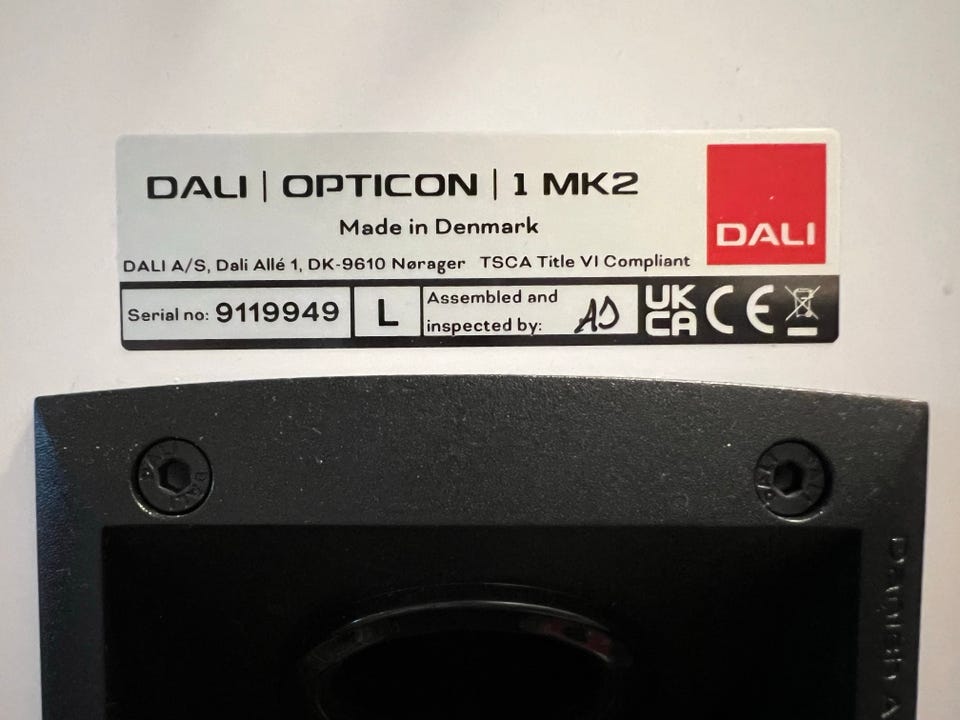 DALI | OPTICON | 1 MK2
Made in Denmark
DALI A/S, Dali Allé 1, DK-9610 Nørager TSCA Title VI Compliant
DALI
Serial no: 9119949
L
Assembled and
inspected by: AJ
UK
CA
CE